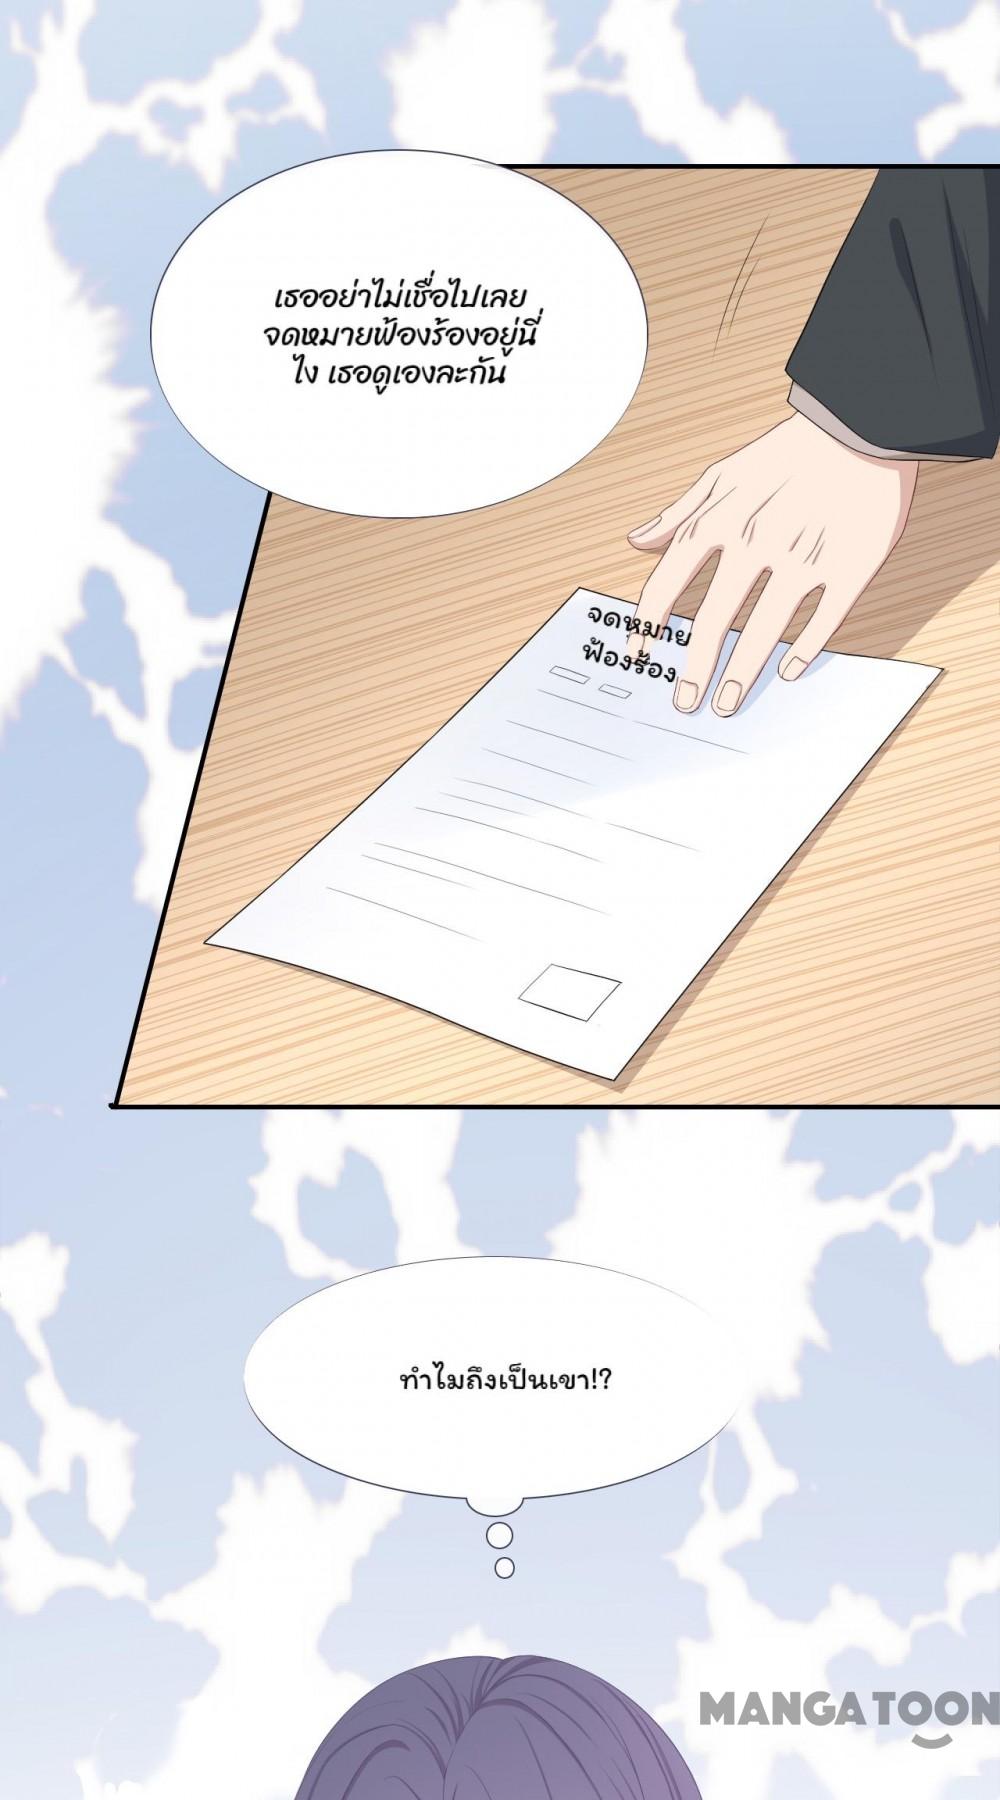 เธออย่าไม่เชื่อไปเลย
จดหมายฟ้องร้องอยู่นี่
ไง เธอดูเองละกัน
จดหมาย
ฟ้องร้อง
ทำไมถึงเป็นเขา!?
MANGATOON